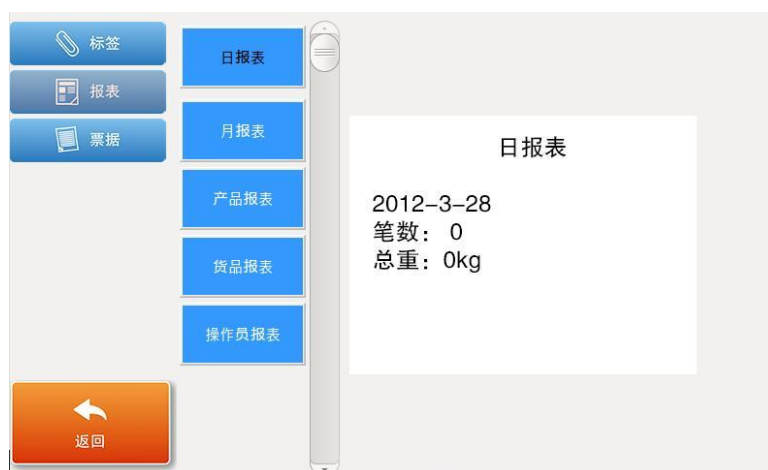 标签
报表
票据
返回
日报表
月报表
产品报表
货品报表
操作员报表
日报表
2012-3-28
笔数： 0
总重：0kg